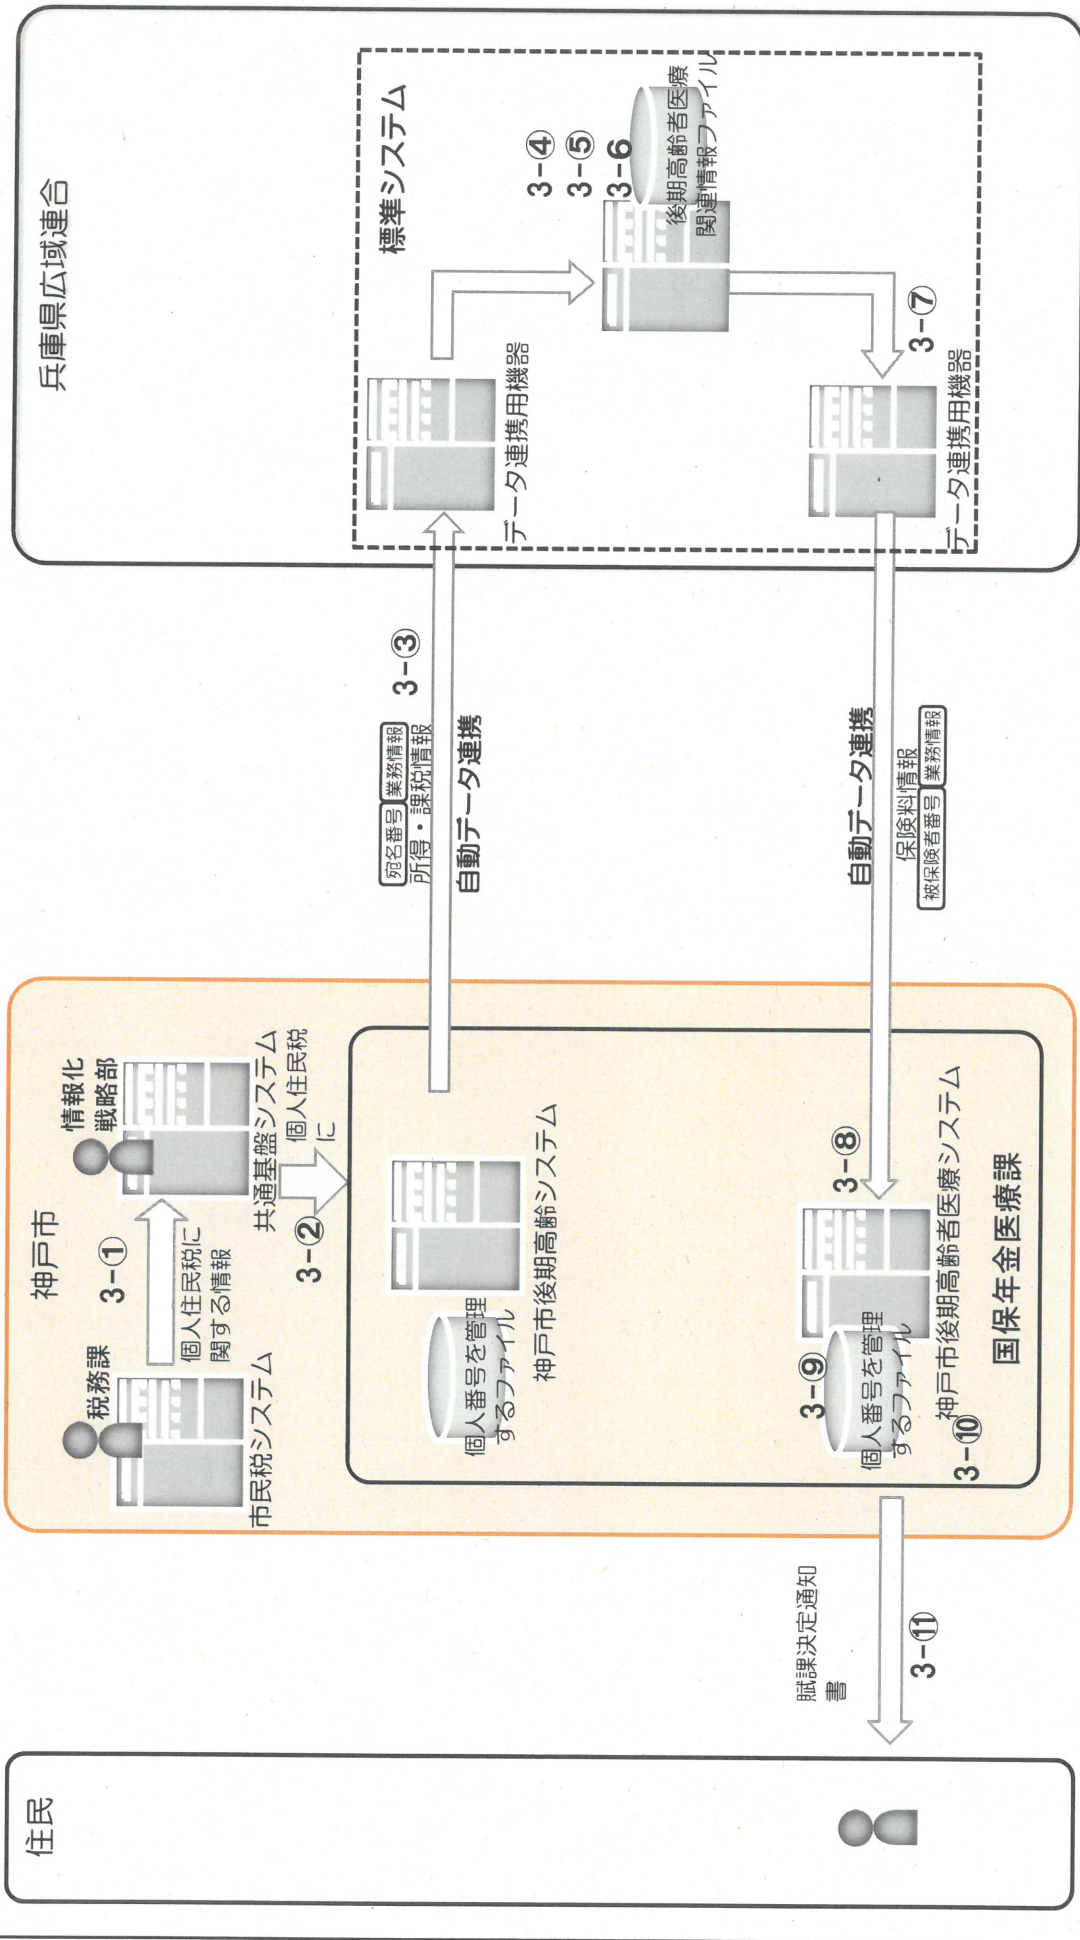 住民
神戸市
税務課
市民税システム
3-①
個人住民税に
関する情報
情報化
戦略部
共通基盤システム
3-②
個人住民税
に
個人番号を管理
するファイル
神戸市後期高齢システム
3-③
宛名番号 業務情報
所得・課税情報
自動データ連携
兵庫県広域連合
標準システム
データ連携用機器
3-④
3-⑤
3-6
後期高齢者医療
関連情報ファイル
3-⑦
データ連携用機器
自動データ連携
保険料情報
被保険者番号 業務情報
3-⑧
3-⑨
個人番号を管理
するファイル
神戸市後期高齢者医療システム
3-⑩
国保年金医療課
賦課決定通知
書
3-⑪